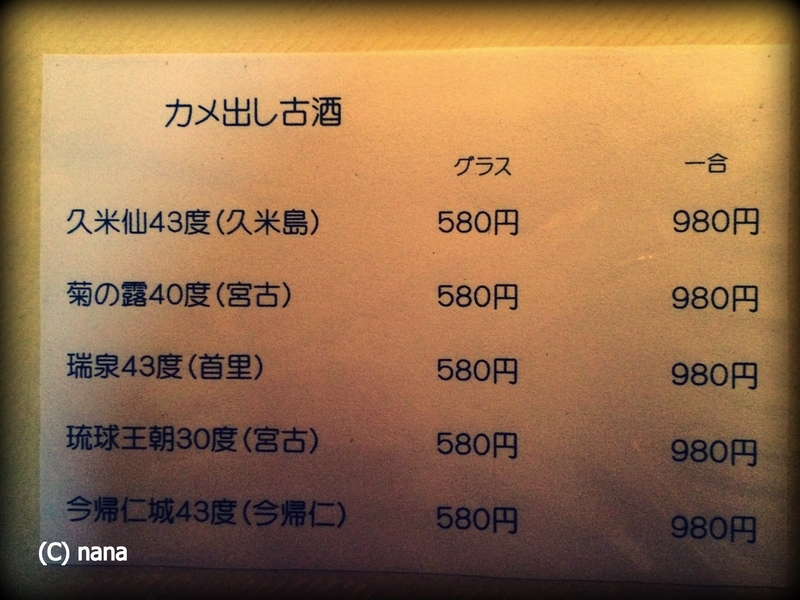 カメ出し古酒
グラス 一合
久米仙43度(久米島) 580円 980円
菊の露40度(宮古) 580円 980円
瑞泉43度(首里) 580円 980円
琉球王朝30度(宮古) 580円 980円
今帰仁城43度(今帰仁) 580円 980円
(C) nana